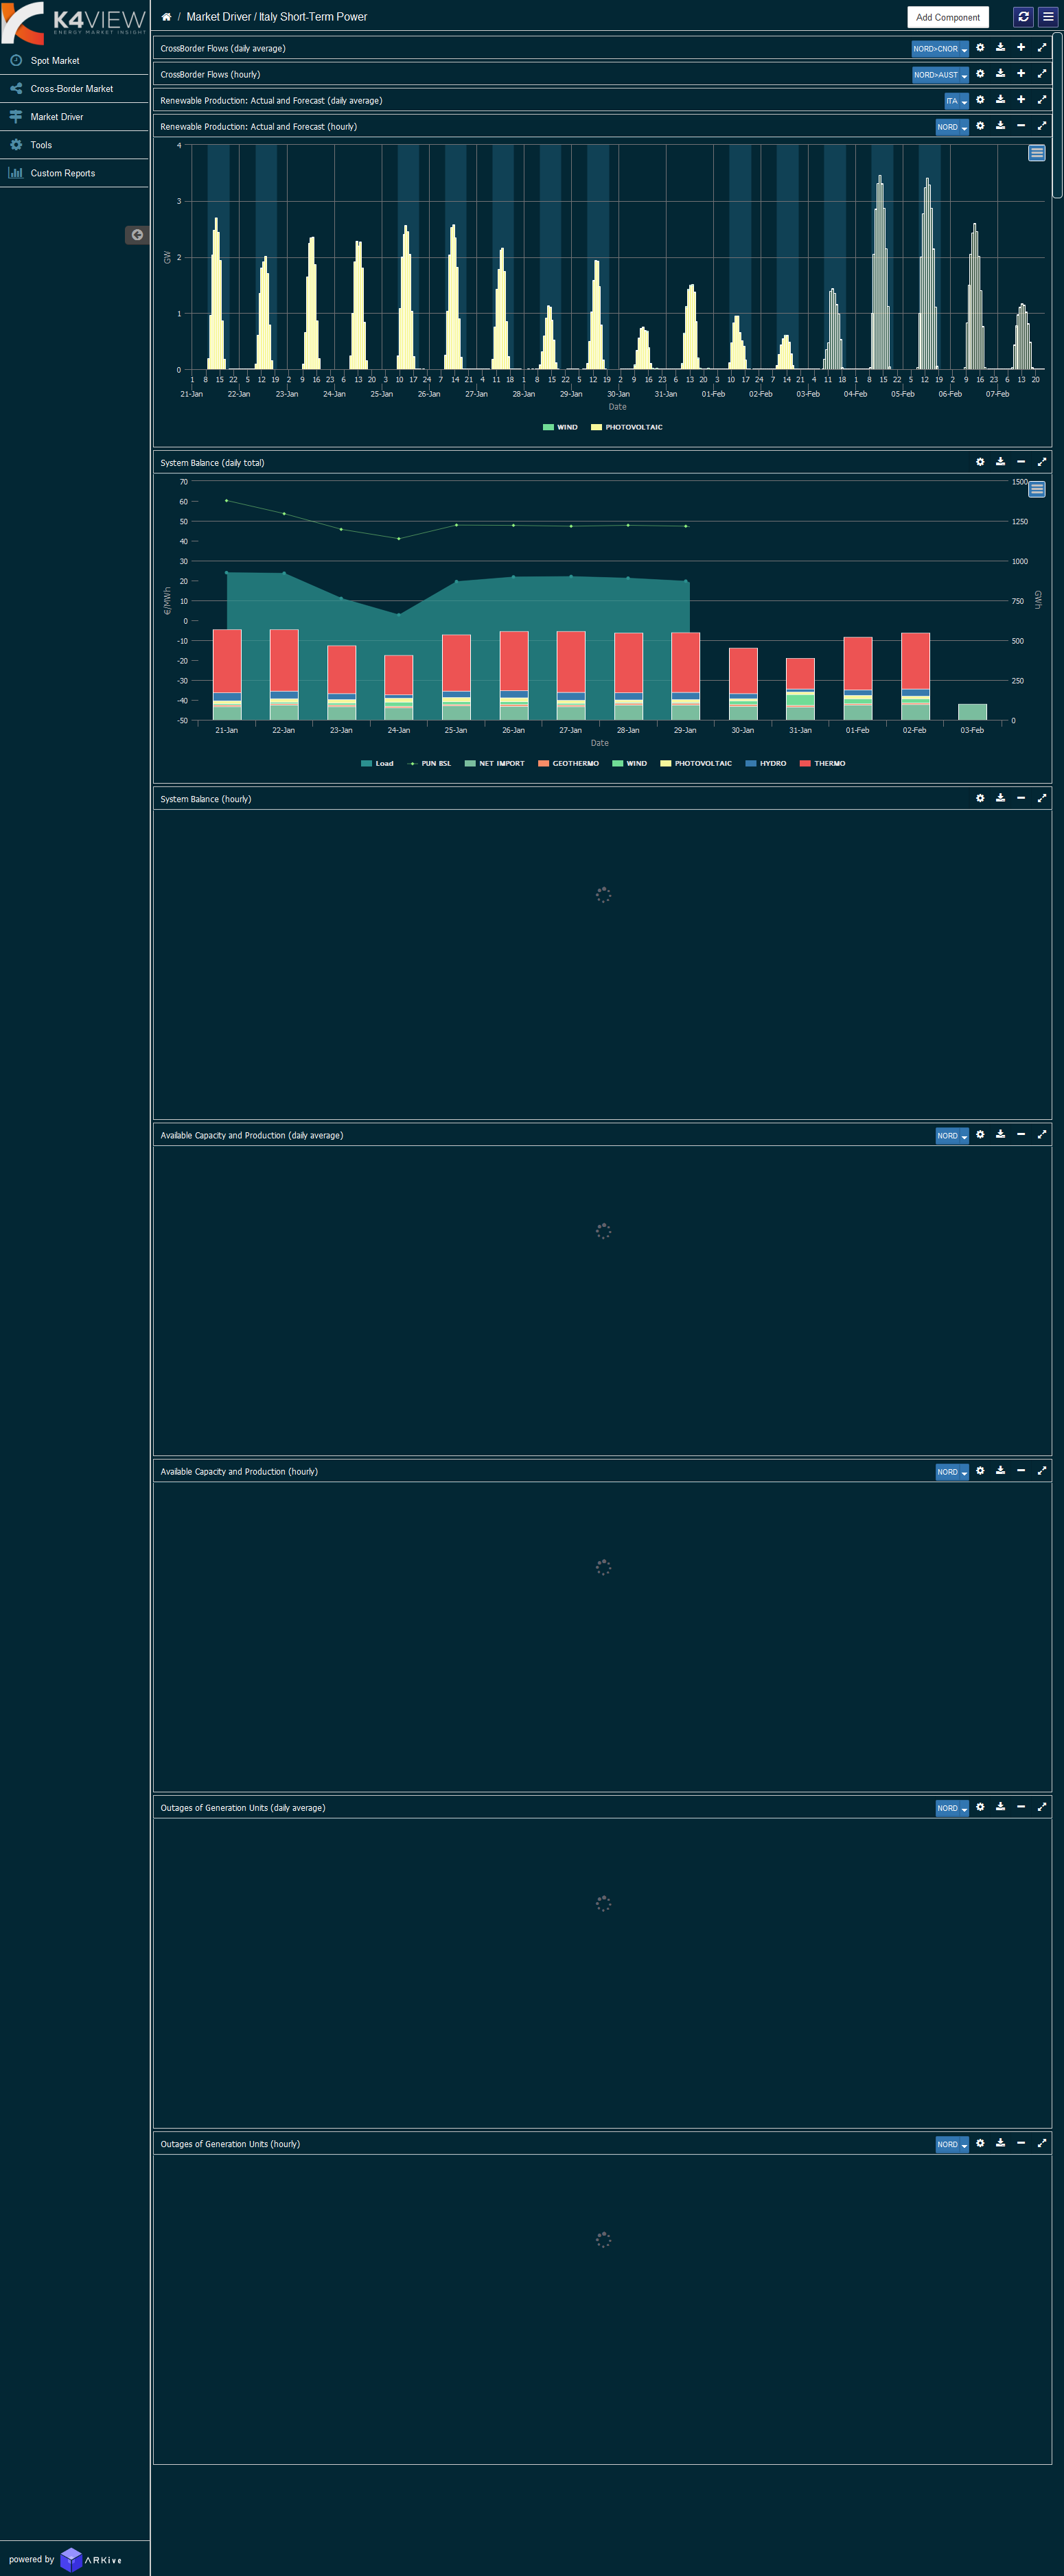 K4VIEW
ENERGY MARKET INSIGHT
Spot Market
Cross-Border Market
Market Driver
Tools
Custom Reports
/ Market Driver / Italy Short-Term Power
Add Component
CrossBorder Flows (daily average)
NORD>CNOR
CrossBorder Flows (hourly)
NORD>AUST
Renewable Production: Actual and Forecast (daily average)
ITA
Renewable Production: Actual and Forecast (hourly)
NORD
4
3
2
1
0
GW
1 8 15 22 5 12 19 2 9 16 23 6 13 20 3 10 17 24 7 14 21 4 11 18 1 8 15 22 5 12 19 2 9 16 23 6 13 20 3 10 17 24 7 14 21 4 11 18 1 8 15 22 5 12 19 2 9 16 23 6 13 20
21-Jan 22-Jan 23-Jan 24-Jan 25-Jan 26-Jan 27-Jan 28-Jan 29-Jan 30-Jan 31-Jan 01-Feb 02-Feb 03-Feb 04-Feb 05-Feb 06-Feb 07-Feb
Date
WIND PHOTOVOLTAIC
System Balance (daily total)
70 1500
60
50 1250
40
30 1000
20
10 750
0
-10 500
-20
-30 250
-40
-50 0
€/MWh
GWh
21-Jan 22-Jan 23-Jan 24-Jan 25-Jan 26-Jan 27-Jan 28-Jan 29-Jan 30-Jan 31-Jan 01-Feb 02-Feb 03-Feb
Date
Load PUN BSL NET IMPORT GEOTHERMO WIND PHOTOVOLTAIC HYDRO THERMO
System Balance (hourly)
Available Capacity and Production (daily average)
NORD
Available Capacity and Production (hourly)
NORD
Outages of Generation Units (daily average)
NORD
Outages of Generation Units (hourly)
NORD
powered by ARKive